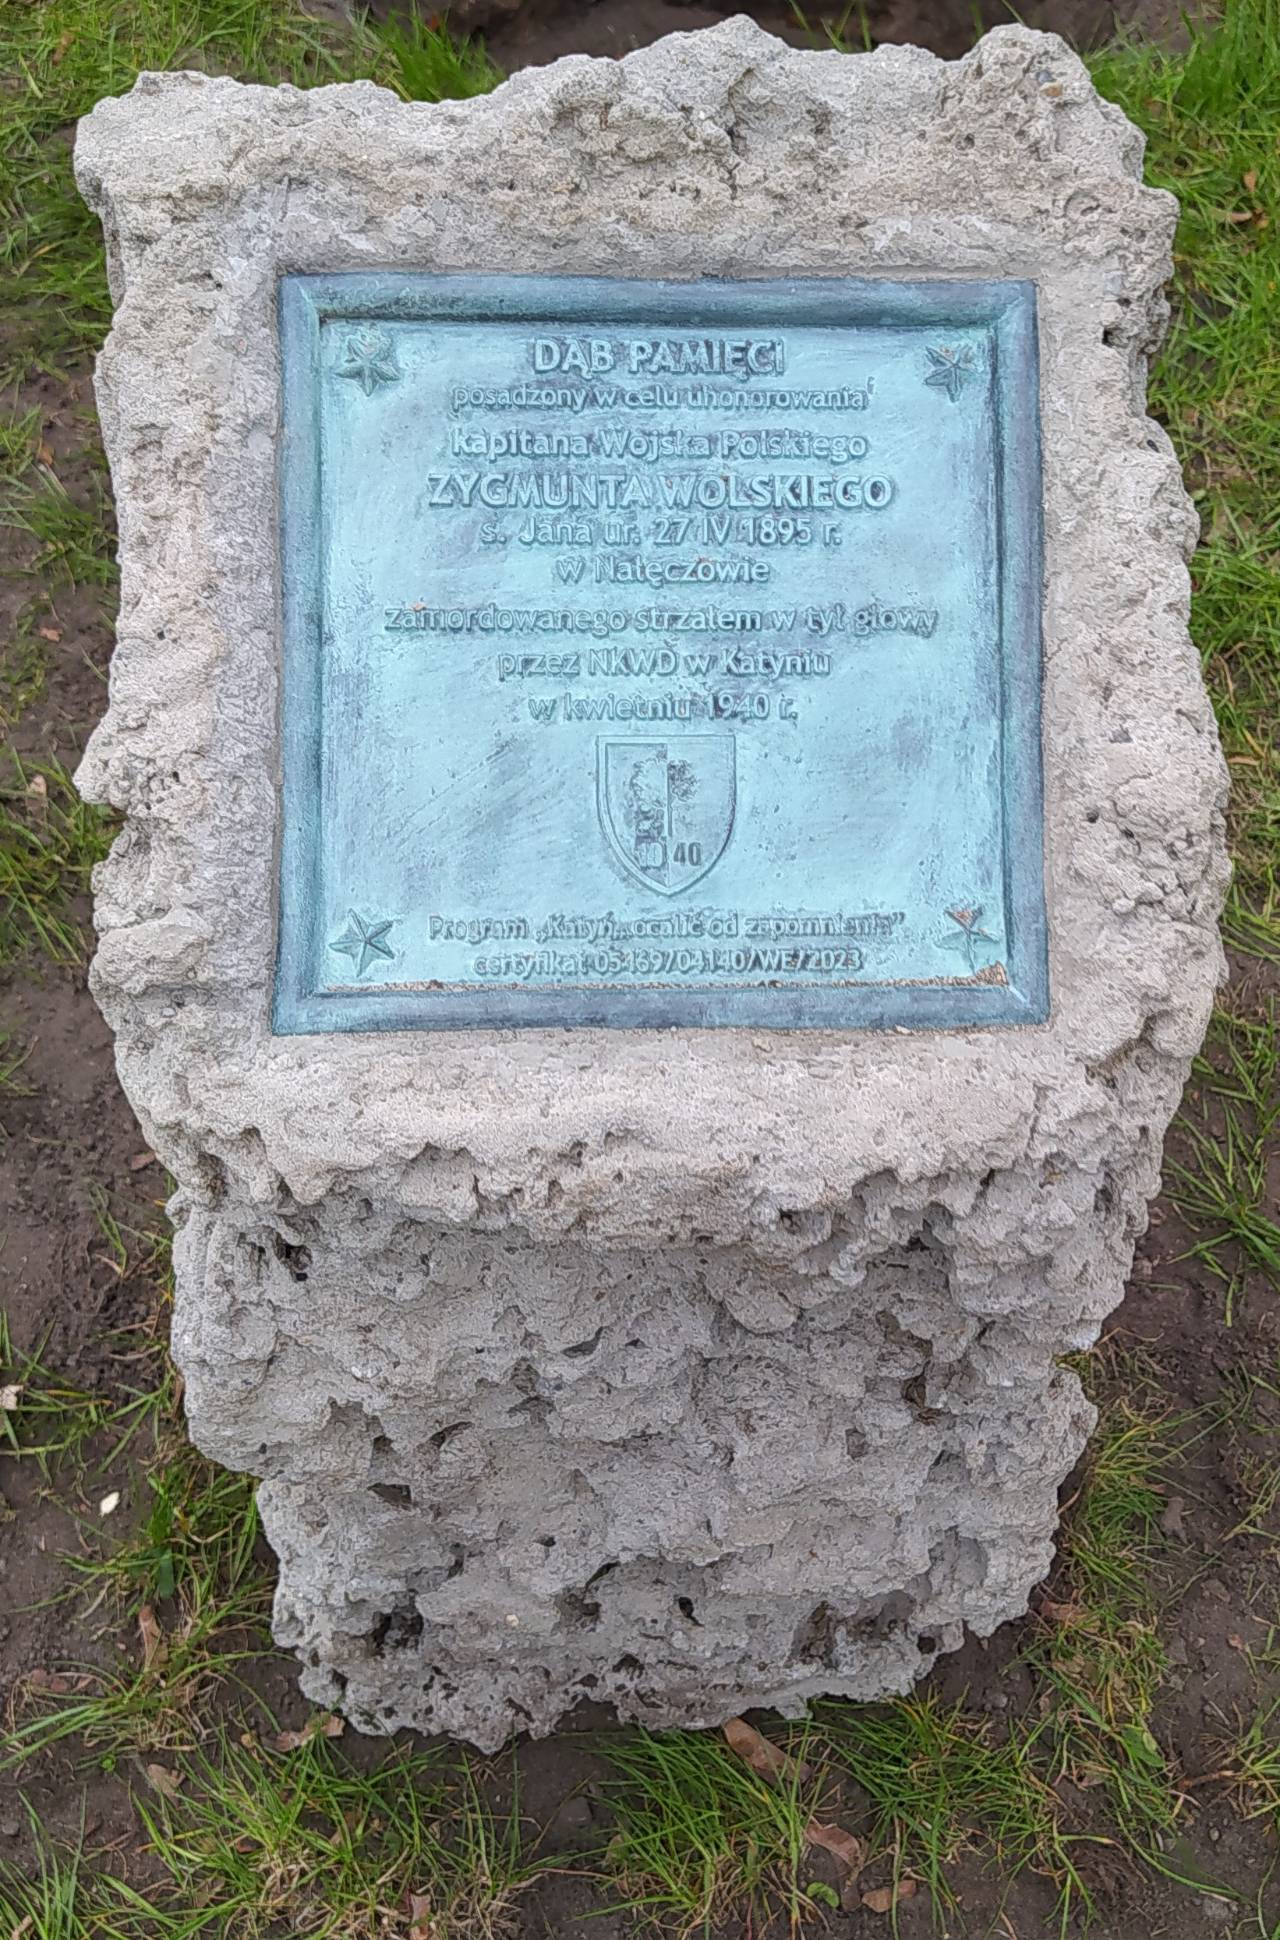 DĄB PAMIĘCI
posadzony w celu uhonorowania
kapitana Wojska Polskiego
ZYGMUNTA WOLSKIEGO
s. Jana ur. 27 IV 1895 r.
w Nałęczowie
zamordowanego strzałem w tył głowy
przez NKWD w Katyniu
w kwietniu 1940 r.
19 40
Program „Katyń... ocalić od zapomnienia”
certyfikat 05469/04140/WE/2023